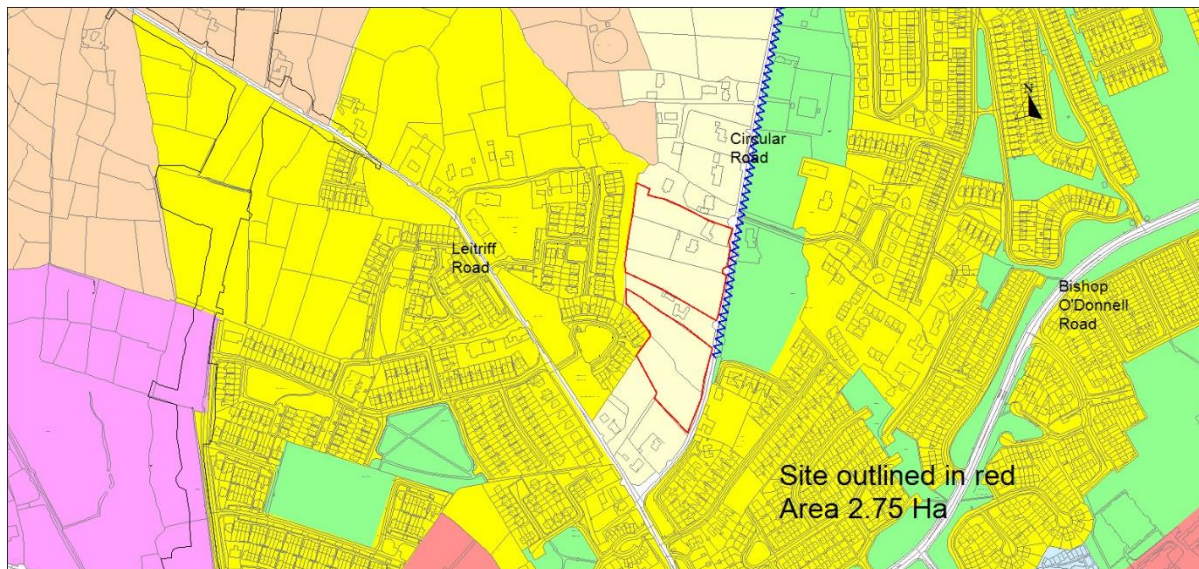 N
Circular
Road
Leitriff
Road
Bishop
O'Donnell
Road
Site outlined in red
Area 2.75 Ha